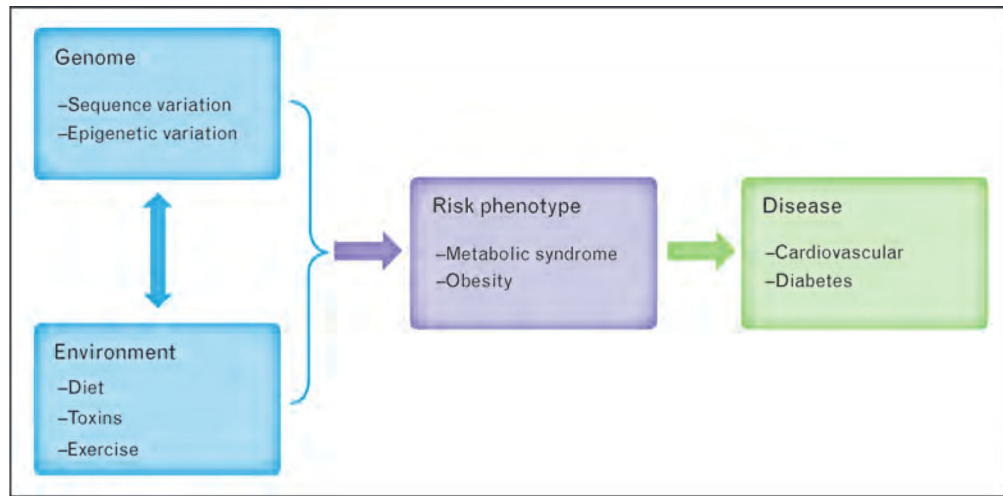 Genome
–Sequence variation
–Epigenetic variation
Environment
–Diet
–Toxins
–Exercise
Risk phenotype
–Metabolic syndrome
–Obesity
Disease
–Cardiovascular
–Diabetes